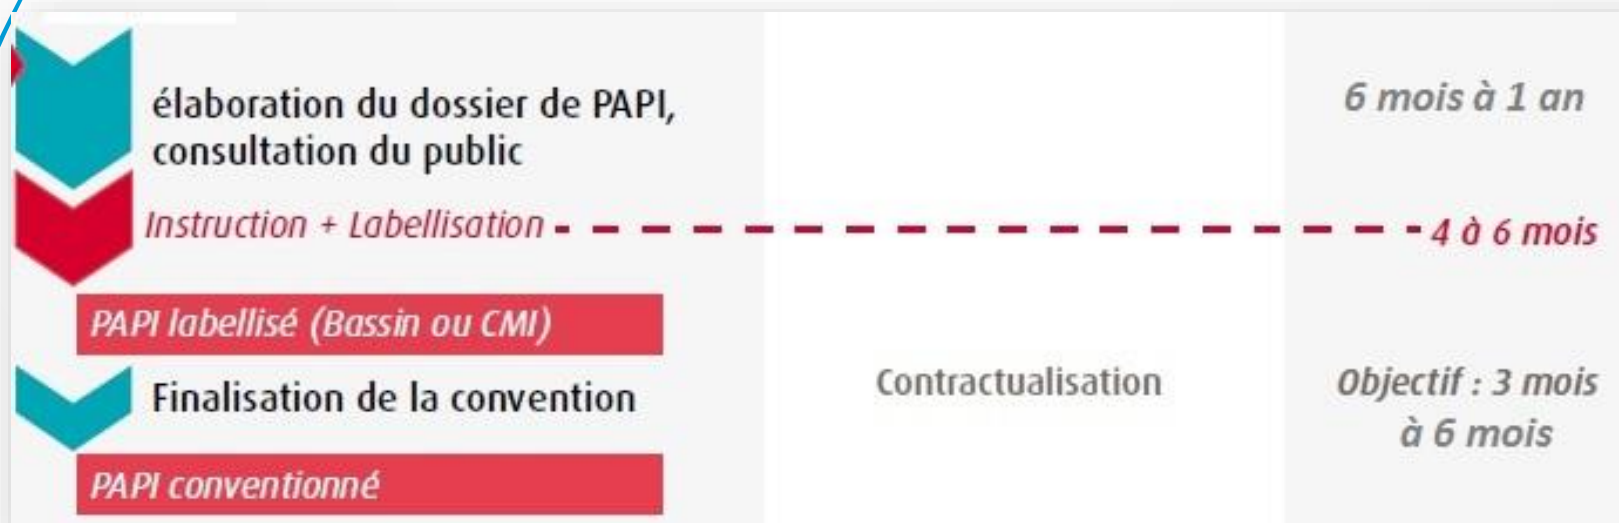 élaboration du dossier de PAPI,
consultation du public
6 mois à 1 an
Instruction + Labellisation
4 à 6 mois
PAPI labellisé (Bassin ou CMI)
Finalisation de la convention
Contractualisation
Objectif : 3 mois
à 6 mois
PAPI conventionné